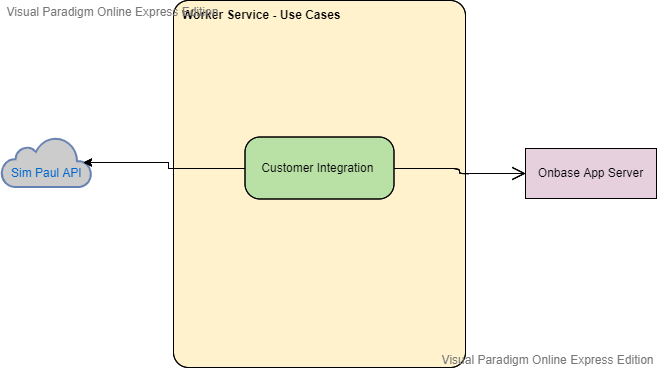 Visual Paradigm Online Express Edition
Worker Service - Use Cases
Customer Integration
Sim Paul API
Onbase App Server
Visual Paradigm Online Express Edition